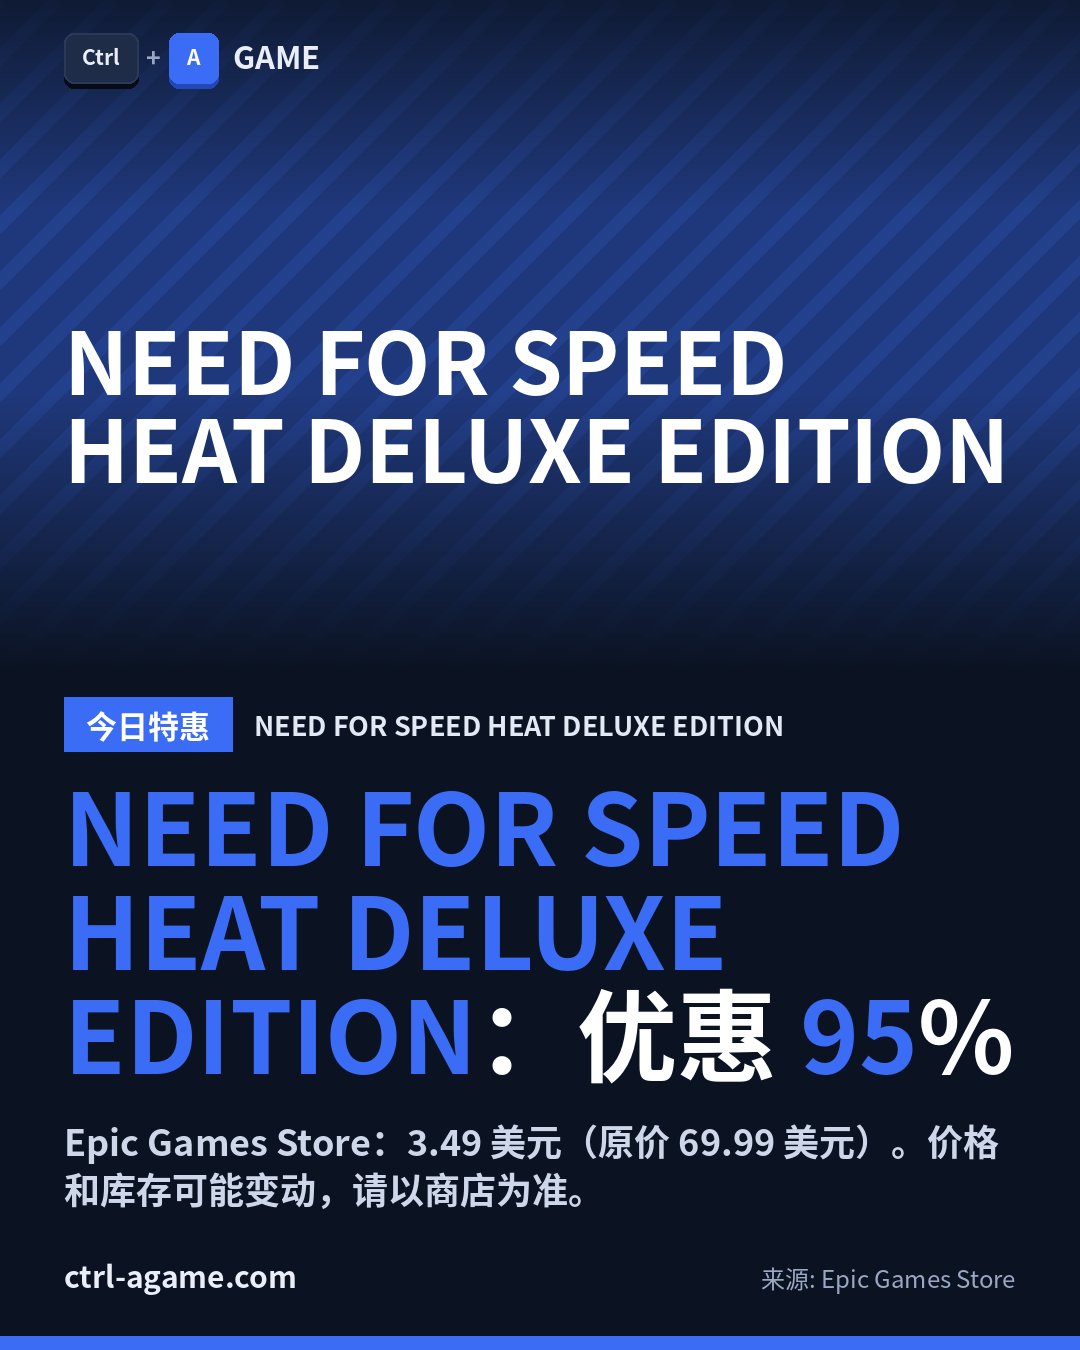 Ctrl + A GAME
NEED FOR SPEED
HEAT DELUXE EDITION
今日特惠 NEED FOR SPEED HEAT DELUXE EDITION
NEED FOR SPEED
HEAT DELUXE
EDITION：优惠 95%
Epic Games Store：3.49 美元（原价 69.99 美元）。价格
和库存可能变动，请以商店为准。
ctrl-agame.com
来源: Epic Games Store